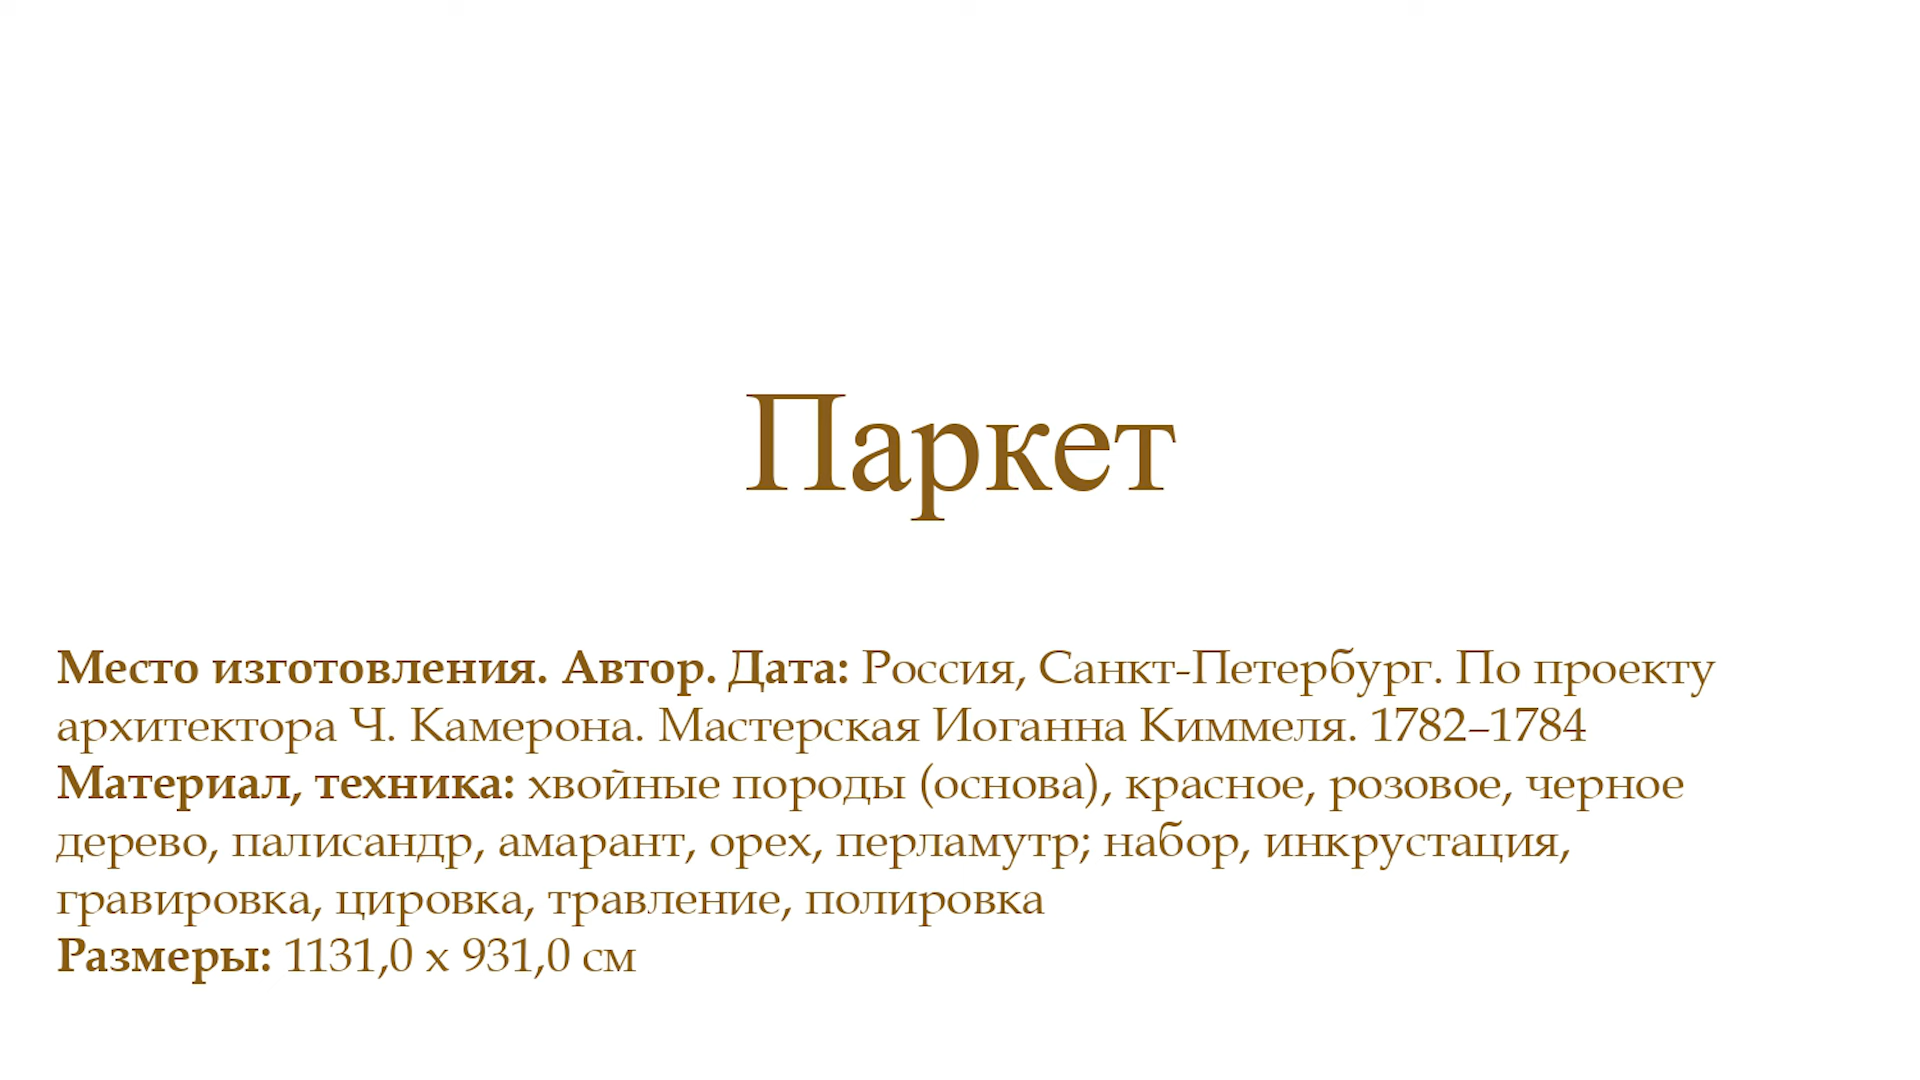 Паркет
Место изготовления. Автор. Дата: Россия, Санкт-Петербург. По проекту
архитектора Ч. Камерона. Мастерская Иоганна Киммеля. 1782–1784
Материал, техника: хвойные породы (основа), красное, розовое, черное
дерево, палисандр, амарант, орех, перламутр; набор, инкрустация,
гравировка, цировка, травление, полировка
Размеры: 1131,0 х 931,0 см